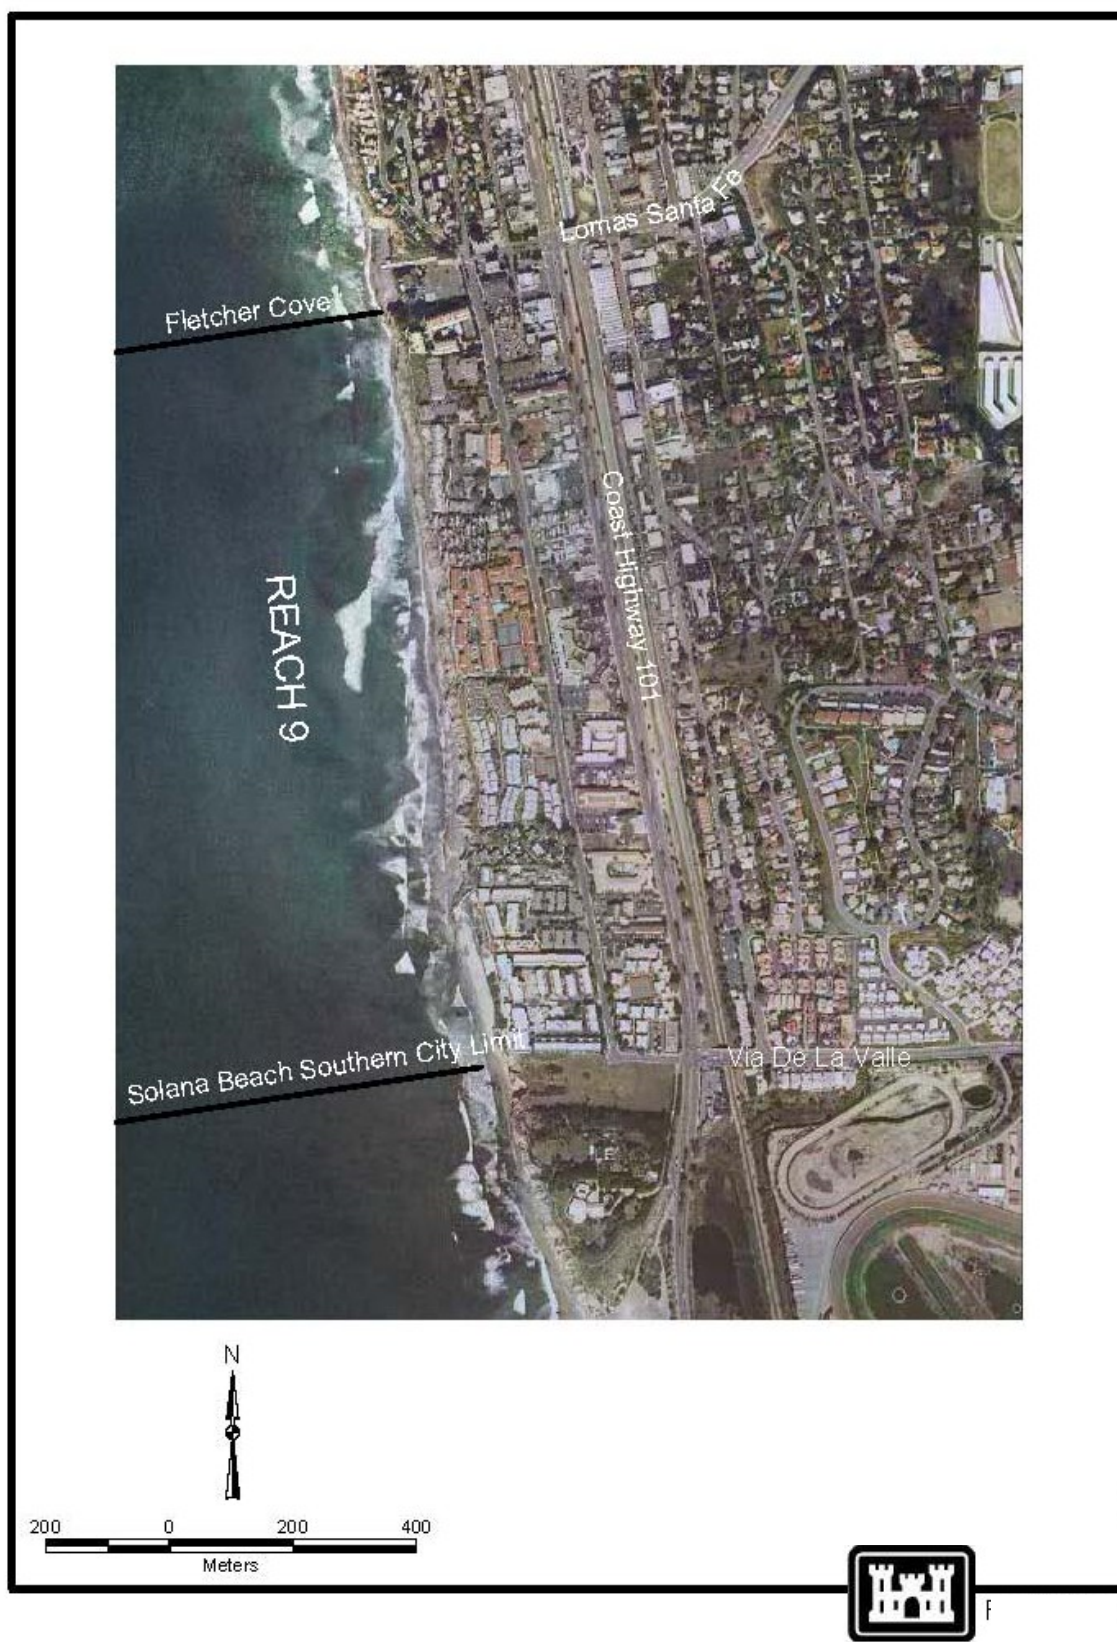 Lomas Santa Fe
Fletcher Cove
Coast Highway 101
REACH 9
Solana Beach Southern City Limit
Via De La Valle
N
200 0 200 400
Meters